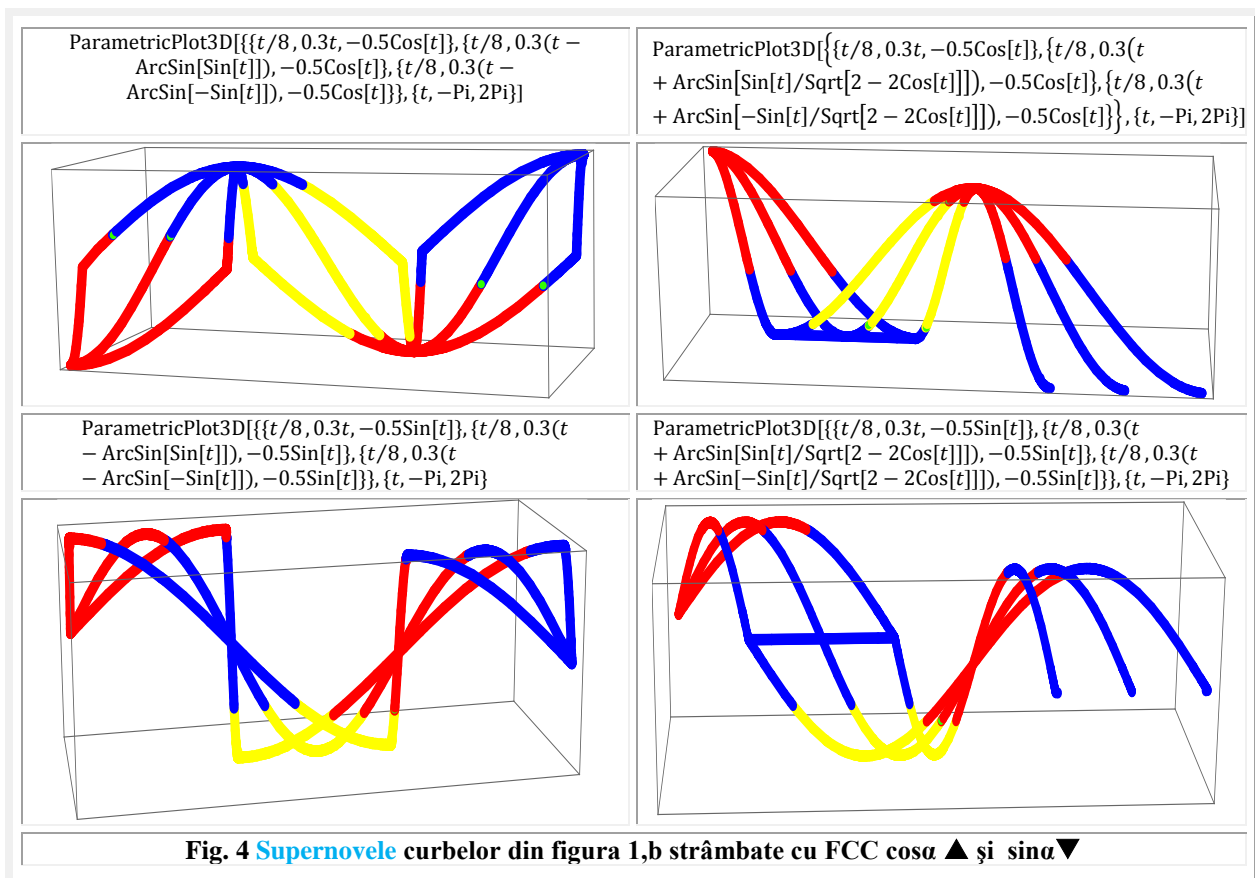 ParametricPlot3D[{{𝑡/8, 0.3𝑡, −0.5Cos[𝑡]}, {𝑡/8, 0.3(𝑡 −
ArcSin[Sin[𝑡]]), −0.5Cos[𝑡]}, {𝑡/8, 0.3(𝑡 −
ArcSin[−Sin[𝑡]]), −0.5Cos[𝑡]}}, {𝑡, −Pi, 2Pi}]
ParametricPlot3D[{{𝑡/8, 0.3𝑡, −0.5Cos[𝑡]}, {𝑡/8, 0.3(𝑡
+ ArcSin[Sin[𝑡]/Sqrt[2 − 2Cos[𝑡]]]), −0.5Cos[𝑡]}, {𝑡/8, 0.3(𝑡
+ ArcSin[−Sin[𝑡]/Sqrt[2 − 2Cos[𝑡]]]), −0.5Cos[𝑡]}}, {𝑡, −Pi, 2Pi}]
ParametricPlot3D[{{𝑡/8, 0.3𝑡, −0.5Sin[𝑡]}, {𝑡/8, 0.3(𝑡
− ArcSin[Sin[𝑡]]), −0.5Sin[𝑡]}, {𝑡/8, 0.3(𝑡
− ArcSin[−Sin[𝑡]]), −0.5Sin[𝑡]}}, {𝑡, −Pi, 2Pi}
ParametricPlot3D[{{𝑡/8, 0.3𝑡, −0.5Sin[𝑡]}, {𝑡/8, 0.3(𝑡
+ ArcSin[Sin[𝑡]/Sqrt[2 − 2Cos[𝑡]]]), −0.5Sin[𝑡]}, {𝑡/8, 0.3(𝑡
+ ArcSin[−Sin[𝑡]/Sqrt[2 − 2Cos[𝑡]]]), −0.5Sin[𝑡]}}, {𝑡, −Pi, 2Pi}
Fig. 4 Supernovele curbelor din figura 1,b strâmbate cu FCC cosα ▲ şi sinα▼